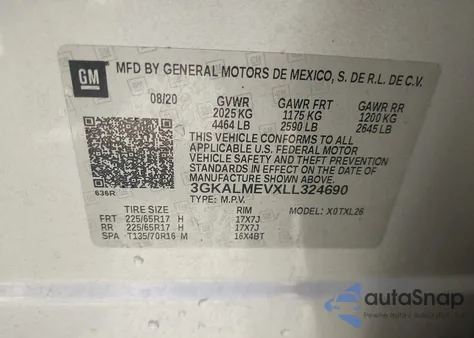 GM
MFD BY GENERAL MOTORS DE MEXICO, S. DE R.L. DE C.V.
08/20 GVWR GAWR FRT GAWR RR
2025 KG 1175 KG 1200 KG
4464 LB 2590 LB 2645 LB
THIS VEHICLE CONFORMS TO ALL
APPLICABLE U.S. FEDERAL MOTOR
VEHICLE SAFETY AND THEFT PREVENTION
STANDARDS IN EFFECT ON THE DATE OF
MANUFACTURE SHOWN ABOVE.
636R 3GKALMEVXLL324690
TYPE: M.P.V.
TIRE SIZE RIM MODEL: X0TXL26
FRT 225/65R17 H 17X7J
RR 225/65R17 H 17X7J
SPA T135/70R16 M 16X4BT
autoSnap